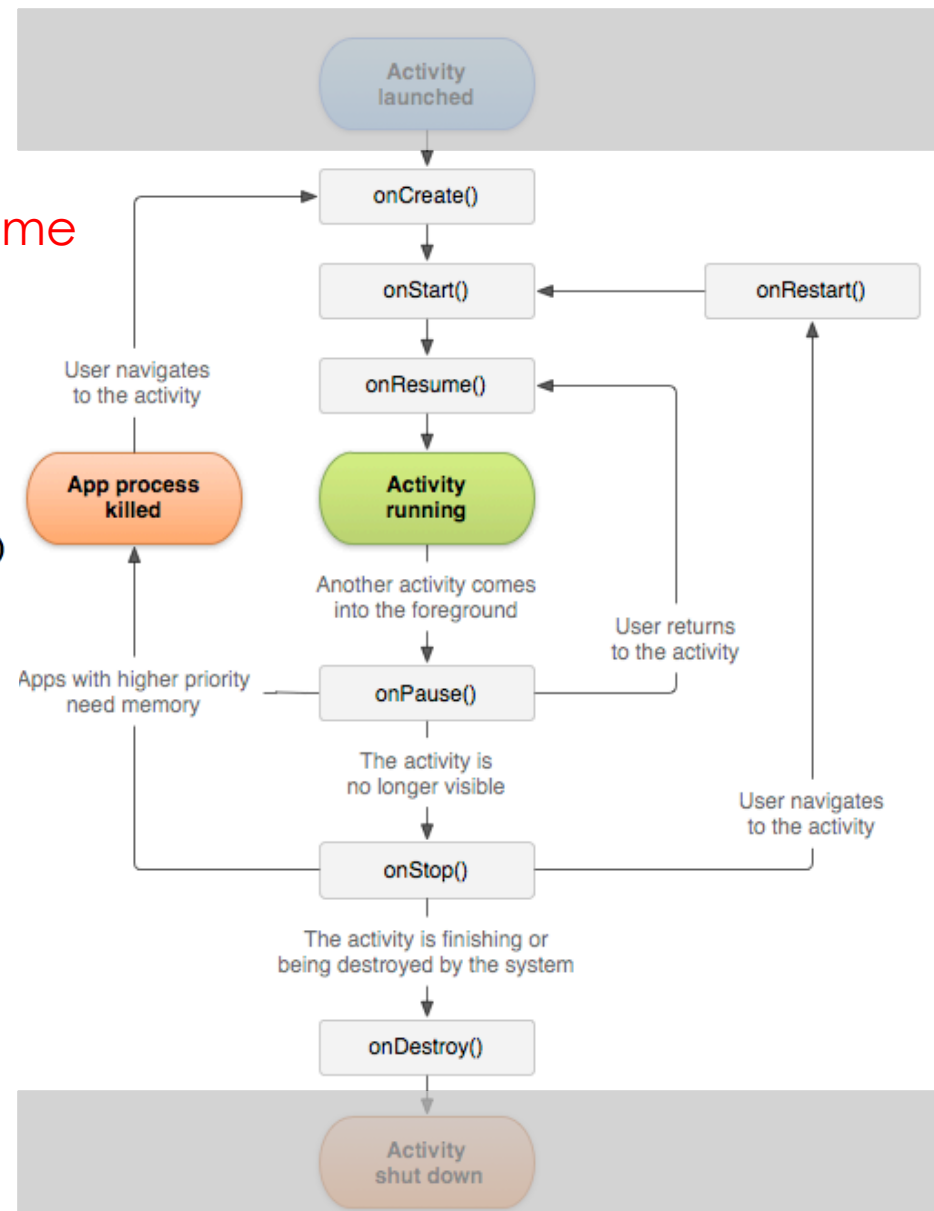 Activity
launched
onCreate()
me
onStart()
onRestart()
User navigates
to the activity
onResume()
App process
killed
Activity
running
Another activity comes
into the foreground
User returns
to the activity
Apps with higher priority
need memory
onPause()
The activity is
no longer visible
User navigates
to the activity
onStop()
The activity is finishing or
being destroyed by the system
onDestroy()
Activity
shut down